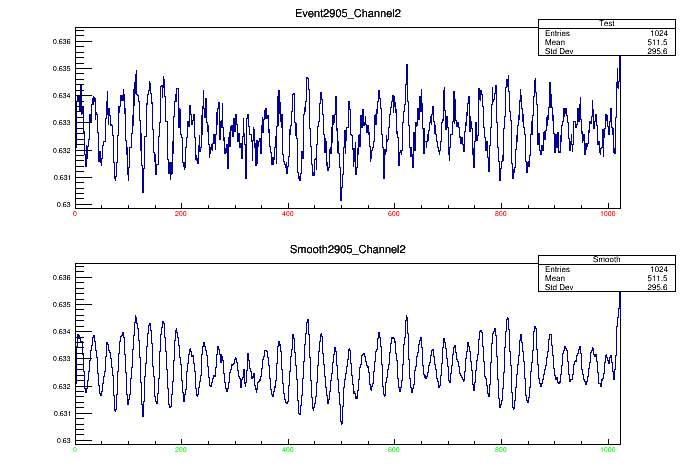 Event2905_Channel2
Test
Entries 1024
Mean 511.5
Std Dev 295.6
0.636
0.635
0.634
0.633
0.632
0.631
0.63
0 200 400 600 800 1000
Smooth2905_Channel2
Smooth
Entries 1024
Mean 511.5
Std Dev 295.6
0.636
0.635
0.634
0.633
0.632
0.631
0.63
0 200 400 600 800 1000